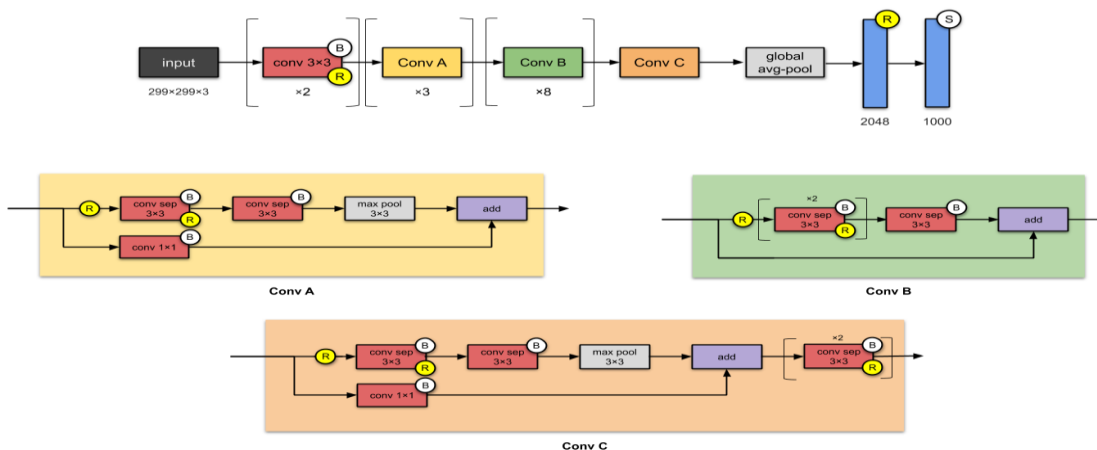 input
299×299×3
conv 3×3
B
R
×2
Conv A
×3
Conv B
×8
Conv C
global
avg-pool
R
2048
S
1000
R
conv sep
3×3
B
R
conv sep
3×3
B
max pool
3×3
add
conv 1×1
B
Conv A
R
×2
conv sep
3×3
B
R
conv sep
3×3
B
add
Conv B
R
conv sep
3×3
B
R
conv sep
3×3
B
max pool
3×3
add
×2
conv sep
3×3
B
R
conv 1×1
B
Conv C